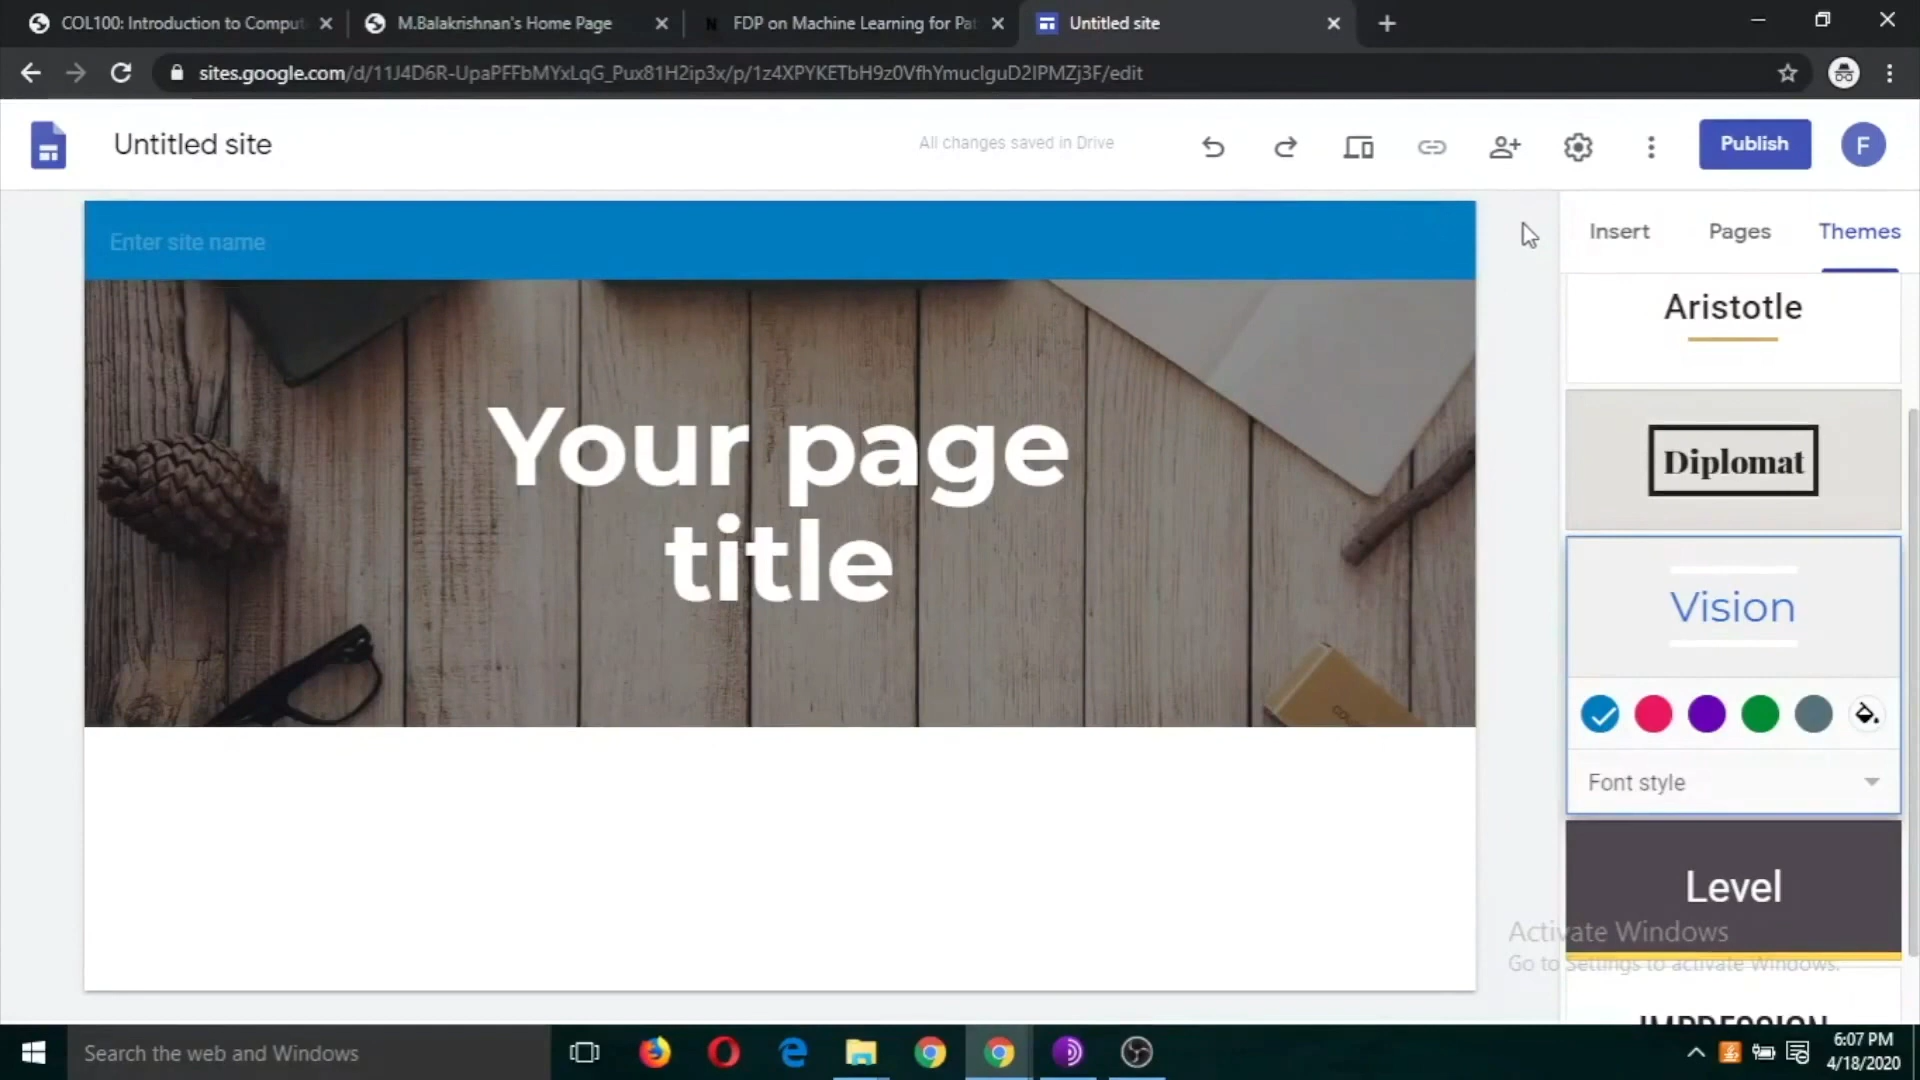 COL100: Introduction to Comput
M.Balakrishnan's Home Page
FDP on Machine Learning for Pat
Untitled site
sites.google.com/d/11J4D6R-UpaPFFbMYxLqG_Pux81H2ip3x/p/1z4XPYKETbH9z0VfhYmuclguD2IPMZj3F/edit
Untitled site
All changes saved in Drive
Publish
F
Enter site name
Insert
Pages
Themes
Aristotle
Your page
title
Diplomat
Vision
Font style
Level
Activate Windows
Go to Settings to activate Windows.
IMPRESSION
Search the web and Windows
6:07 PM
4/18/2020